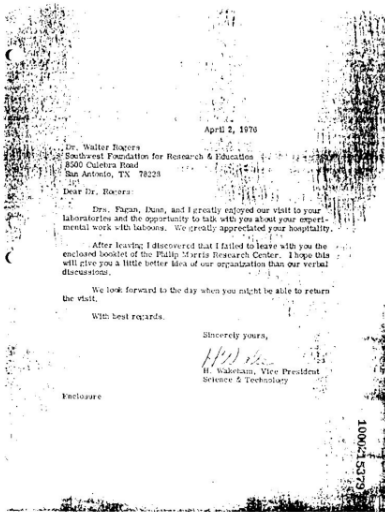 April 2, 1976
Dr. Walter Rogers
Southwest Foundation for Research & Education
8500 Culebra Road
San Antonio, TX 78228
Dear Dr. Rogers:
Drs. Fagan, Dunn, and I greatly enjoyed our visit to your
laboratories and the opportunity to talk with you about your experi-
mental work with baboons. We greatly appreciated your hospitality.
After leaving I discovered that I failed to leave with you the
enclosed booklet of the Philip Morris Research Center. I hope this
will give you a little better idea of our organization than our verbal
discussions.
We look forward to the day when you might be able to return
the visit.
With best regards.
Sincerely yours,
H. Wakeham, Vice President
Science & Technology
Enclosure
1000215379